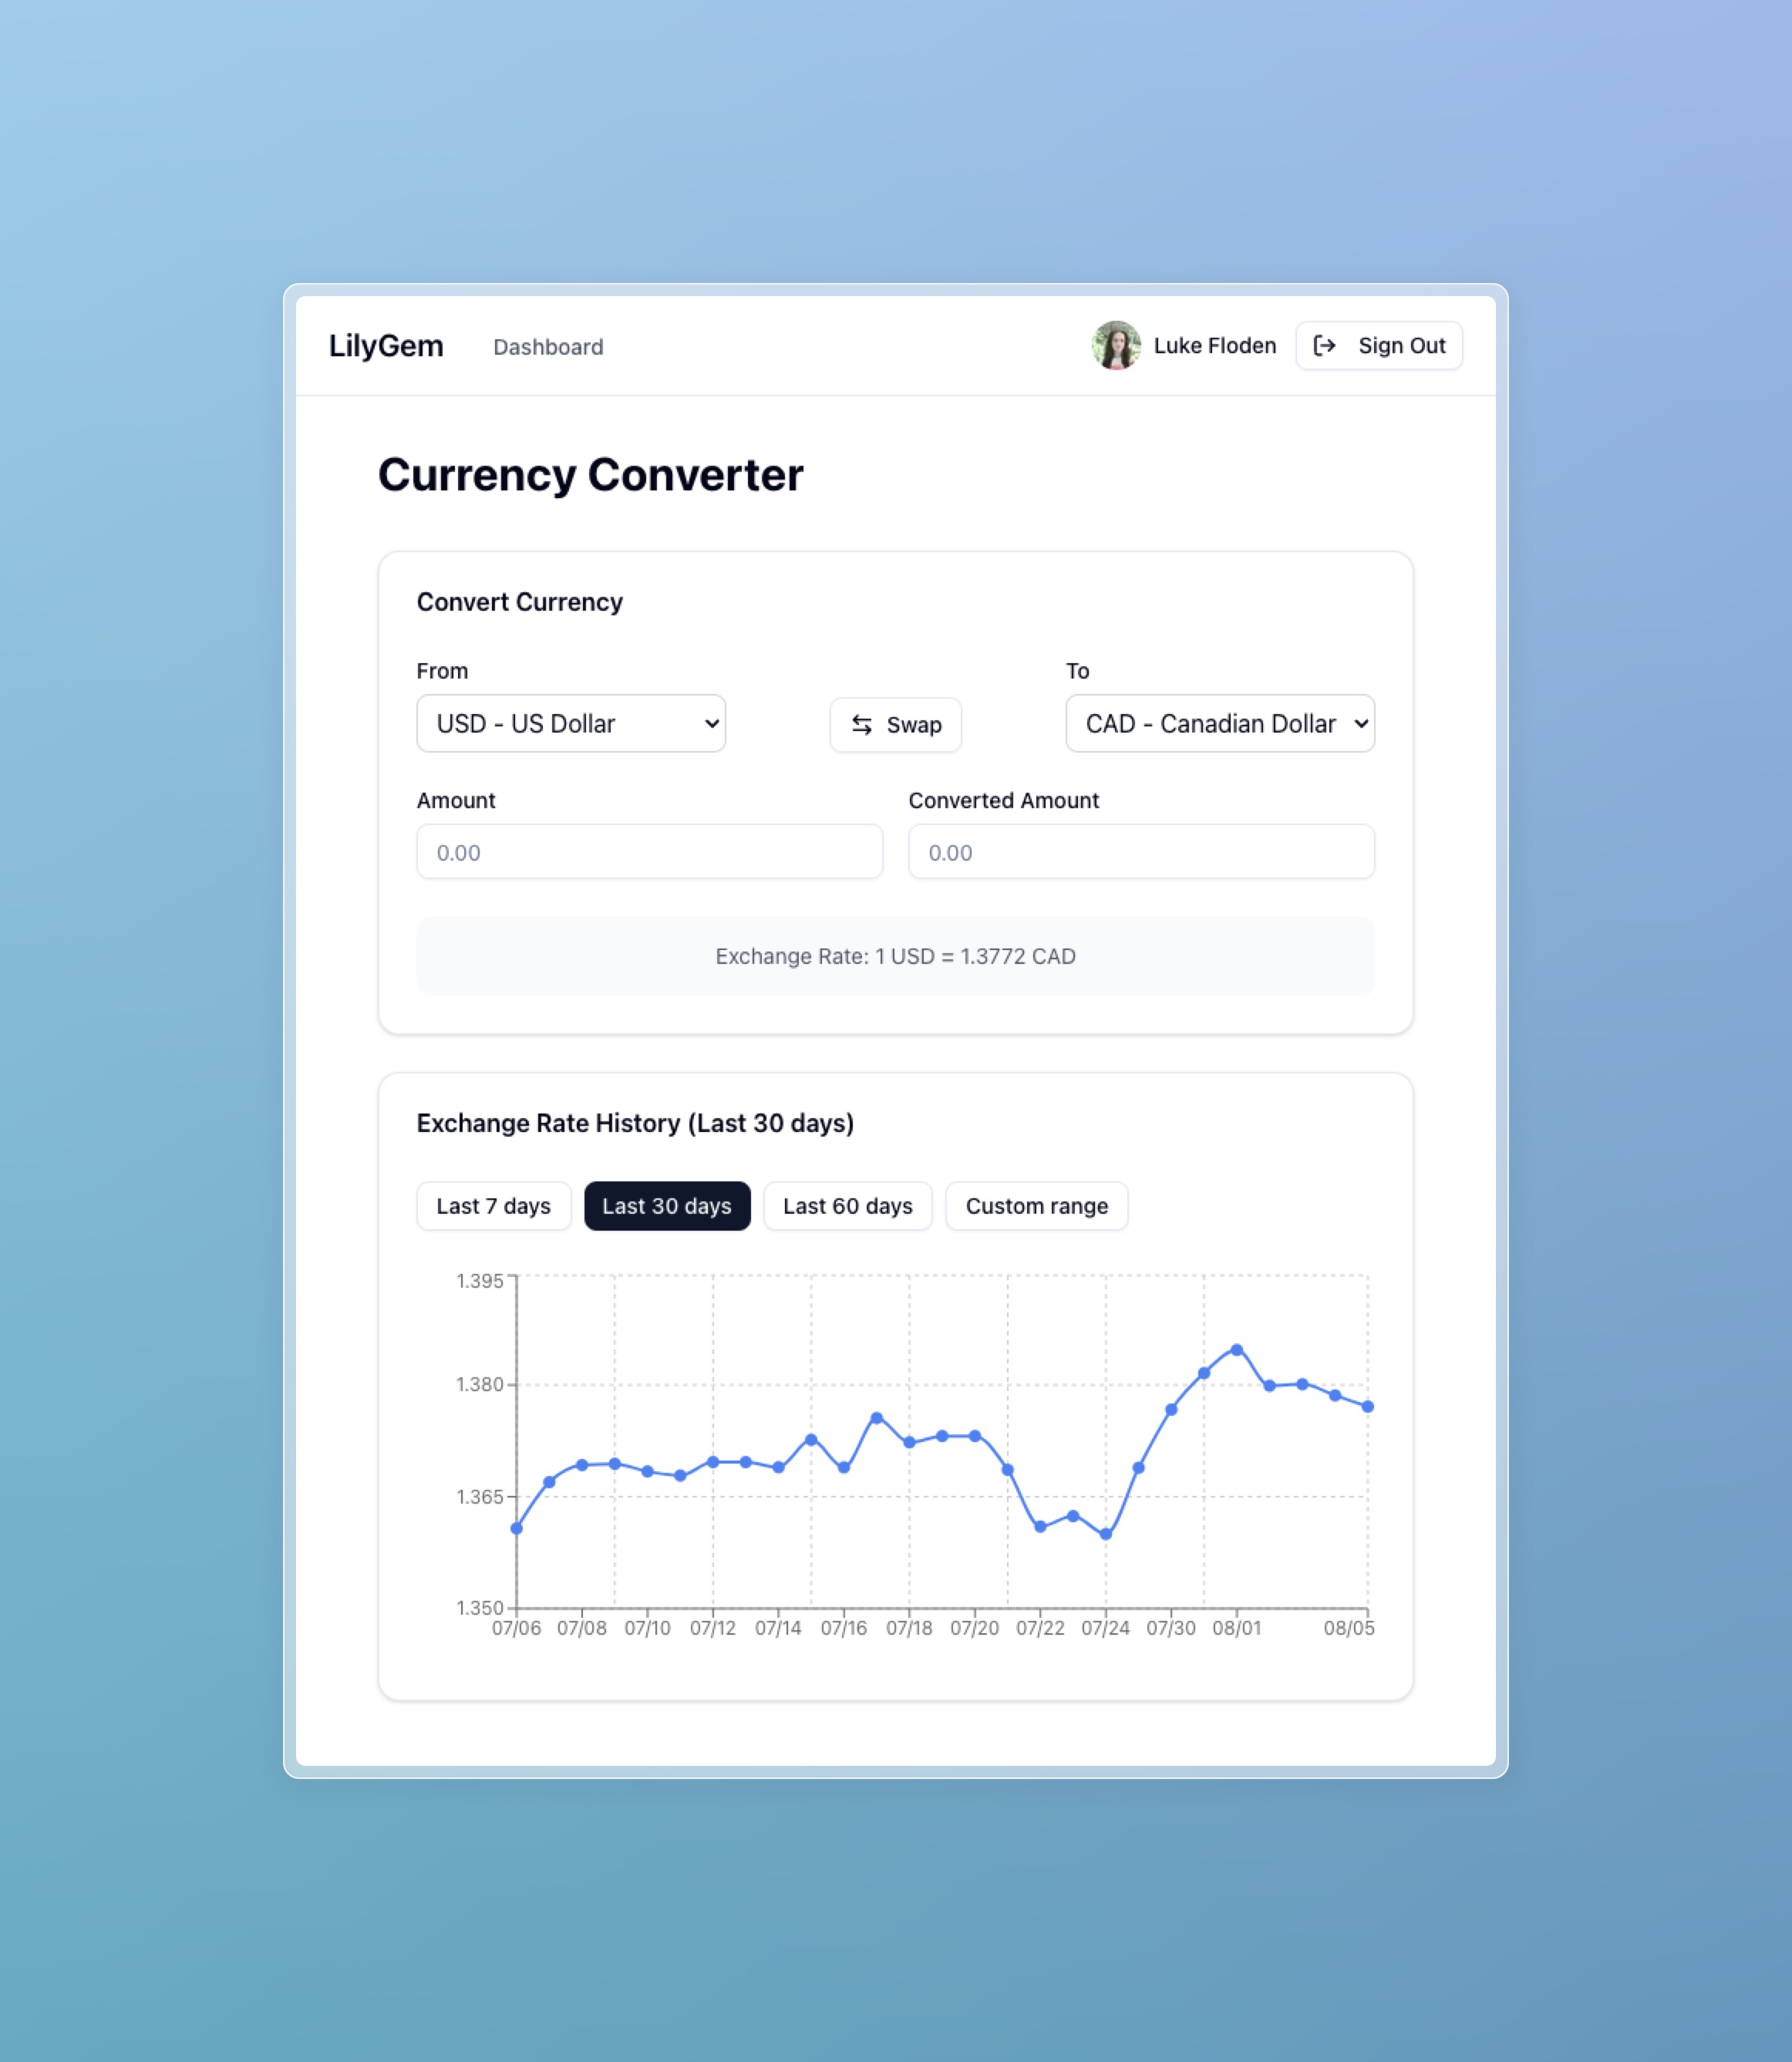 LilyGem Dashboard Luke Floden Sign Out
Currency Converter
Convert Currency
From To
USD - US Dollar Swap CAD - Canadian Dollar
Amount Converted Amount
0.00 0.00
Exchange Rate: 1 USD = 1.3772 CAD
Exchange Rate History (Last 30 days)
Last 7 days Last 30 days Last 60 days Custom range
1.395
1.380
1.365
1.350
07/06 07/08 07/10 07/12 07/14 07/16 07/18 07/20 07/22 07/24 07/30 08/01 08/05